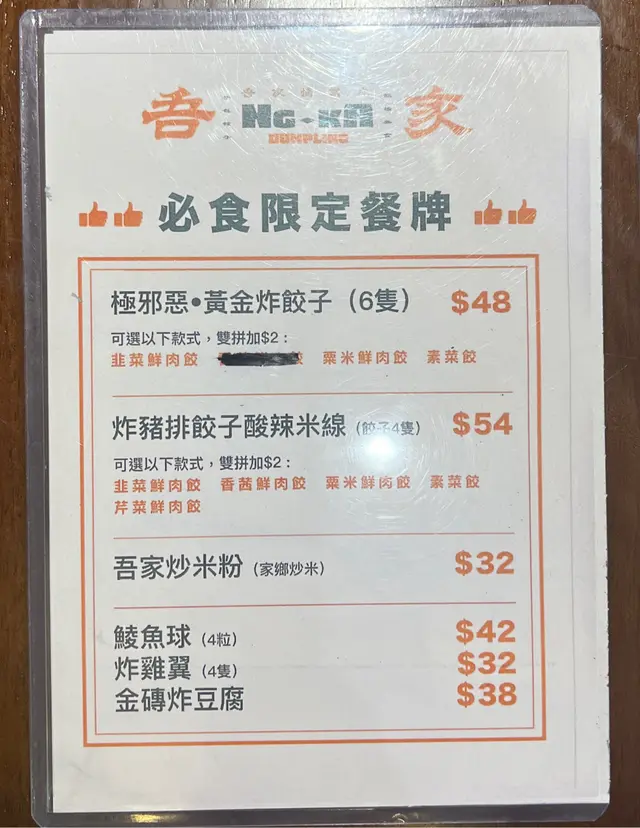 吾 NG-KA 家
DUMPLING
必食限定餐牌
極邪惡•黃金炸餃子（6隻） $48
可選以下款式，雙拼加$2：
韭菜鮮肉餃 粟米鮮肉餃 素菜餃
炸豬排餃子酸辣米線 (餃子4隻) $54
可選以下款式，雙拼加$2：
韭菜鮮肉餃 香茜鮮肉餃 粟米鮮肉餃 素菜餃
芹菜鮮肉餃
吾家炒米粉 (家鄉炒米) $32
鯪魚球 (4粒) $42
炸雞翼 (4隻) $32
金磚炸豆腐 $38